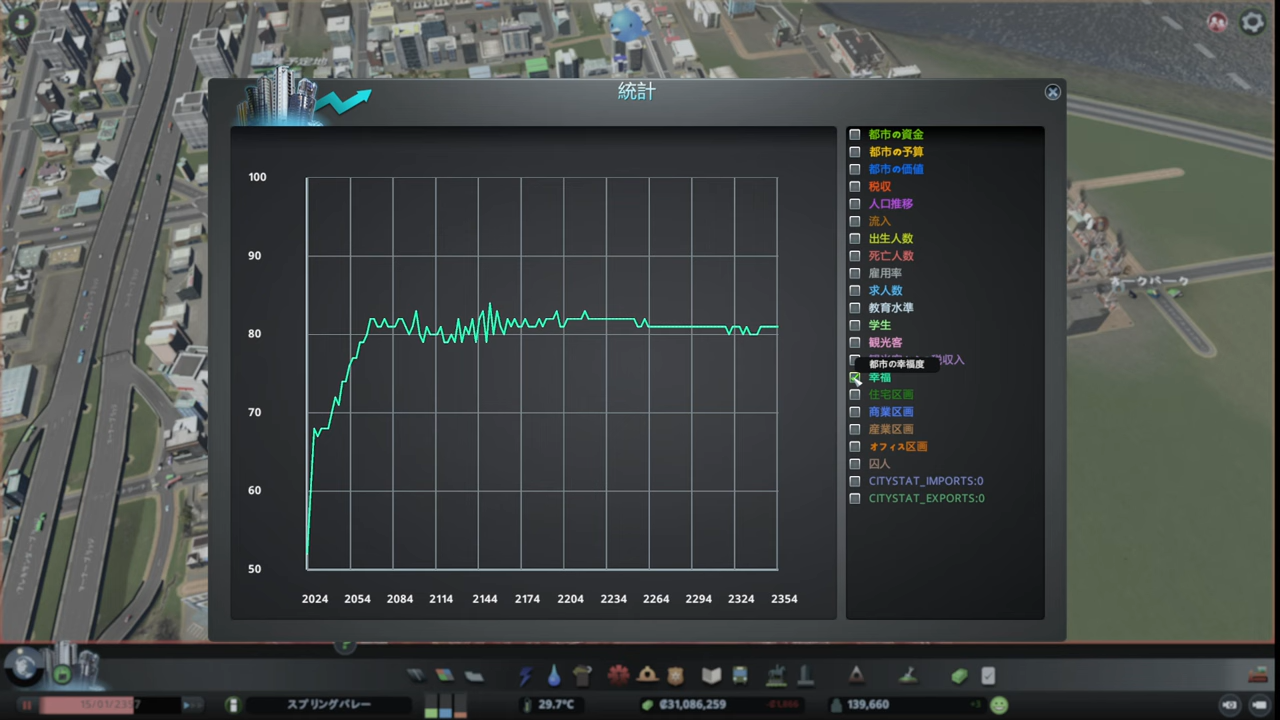 統計
100
90
80
70
60
50
2024 2054 2084 2114 2144 2174 2204 2234 2264 2294 2324 2354
都市の資金
都市の予算
都市の価値
税収
人口推移
流入
出生人数
死亡人数
雇用率
求人数
教育水準
学生
観光客
税収入
都市の幸福度
幸福
住宅区画
商業区画
産業区画
オフィス区画
囚人
CITYSTAT_IMPORTS:0
CITYSTAT_EXPORTS:0
スプリングバレー
29.7°C
₡31,086,259
139,660
+3